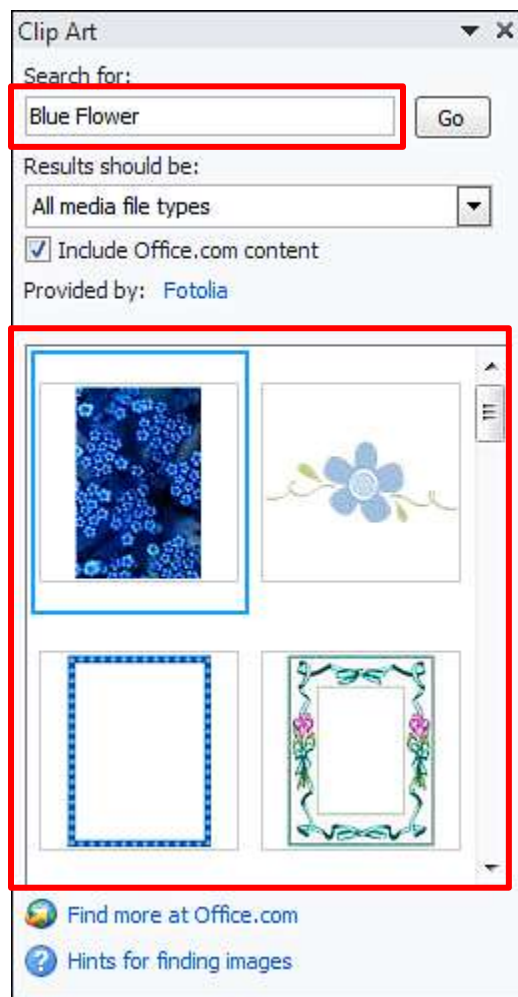 Clip Art
Search for:
Blue Flower
Go
Results should be:
All media file types
Include Office.com content
Provided by: Fotolia
Find more at Office.com
Hints for finding images